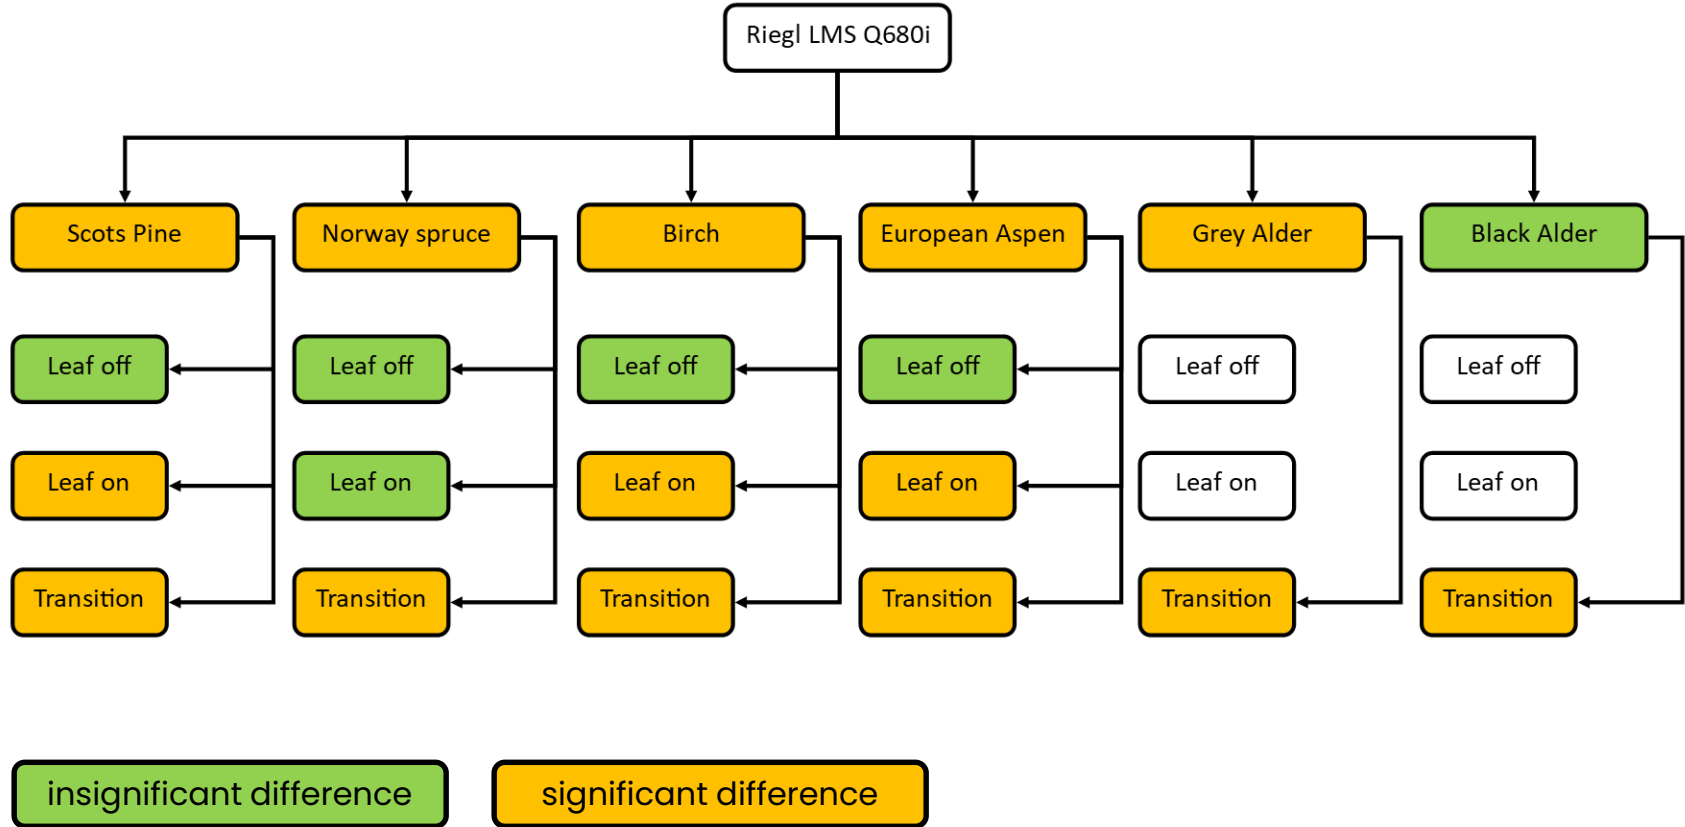 Riegl LMS Q680i
Scots Pine
Norway spruce
Birch
European Aspen
Grey Alder
Black Alder
Leaf off
Leaf off
Leaf off
Leaf off
Leaf off
Leaf off
Leaf on
Leaf on
Leaf on
Leaf on
Leaf on
Leaf on
Transition
Transition
Transition
Transition
Transition
Transition
insignificant difference
significant difference